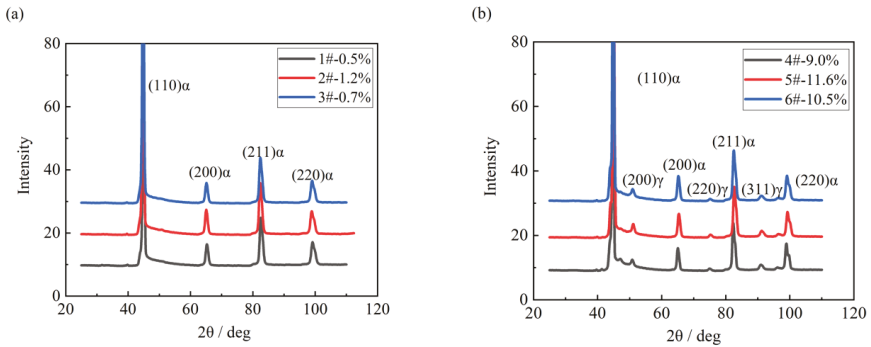 (a)
80
60
40
20
0
Intensity
20
40
60
80
100
120
2θ / deg
1#-0.5%
2#-1.2%
3#-0.7%
(110)α
(200)α
(211)α
(220)α
(b)
80
60
40
20
0
Intensity
20
40
60
80
100
120
2θ / deg
4#-9.0%
5#-11.6%
6#-10.5%
(110)α
(200)γ
(200)α
(220)γ
(211)α
(311)γ
(220)α